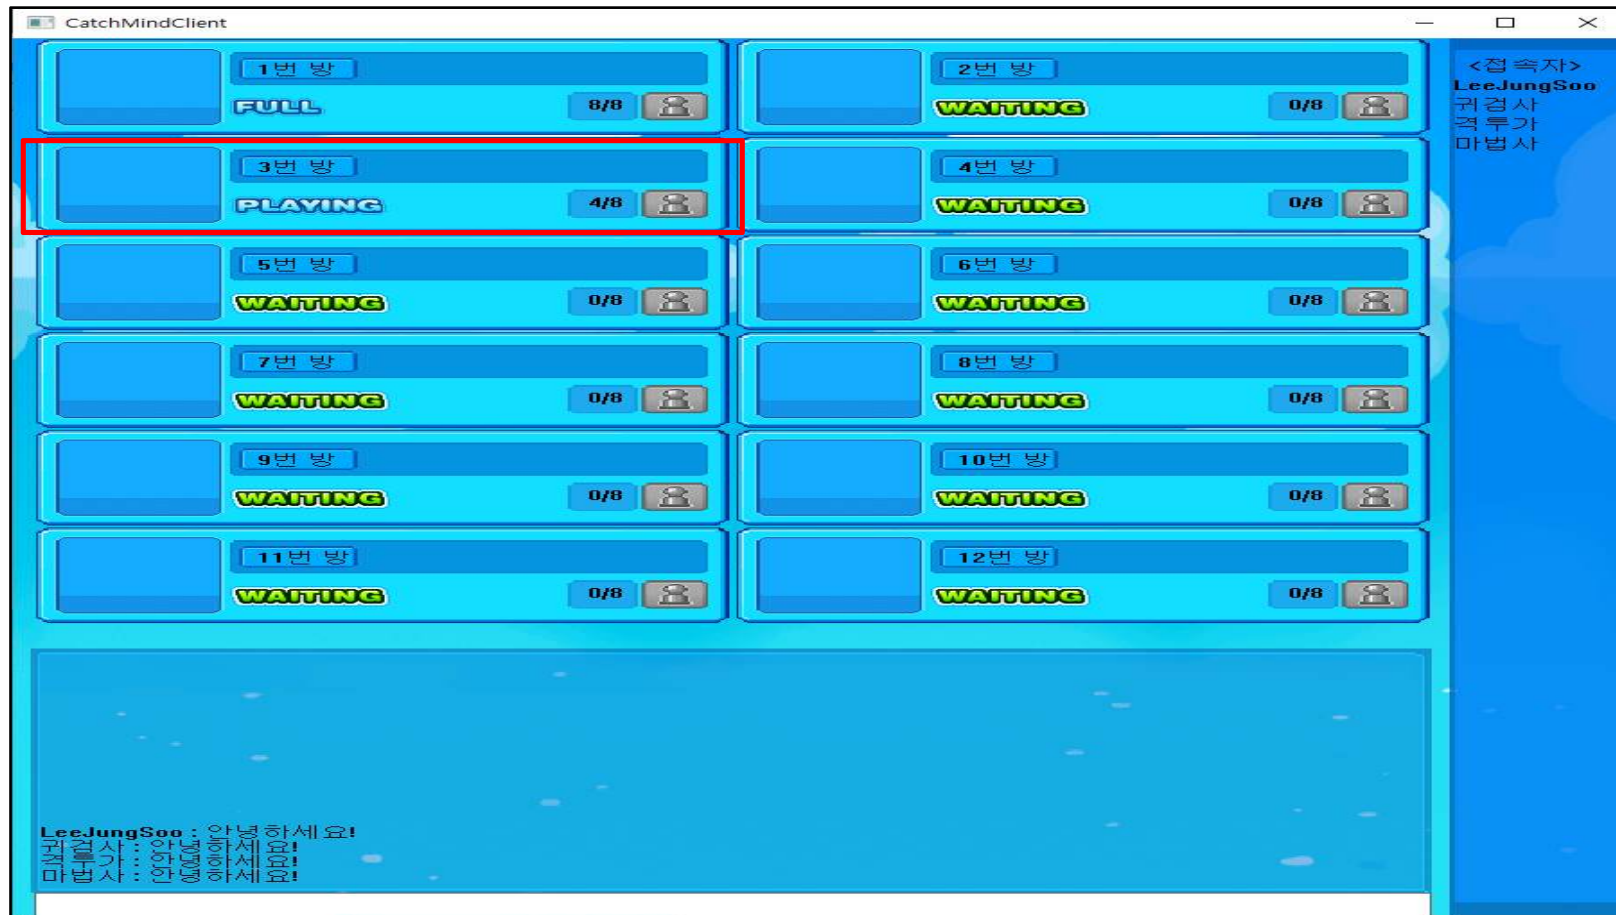 CatchMindClient
1번 방
FULL
8/8
2번 방
WAITING
0/8
3번 방
PLAYING
4/8
4번 방
WAITING
0/8
5번 방
WAITING
0/8
6번 방
WAITING
0/8
7번 방
WAITING
0/8
8번 방
WAITING
0/8
9번 방
WAITING
0/8
10번 방
WAITING
0/8
11번 방
WAITING
0/8
12번 방
WAITING
0/8
<접속자>
LeeJungSoo
귀검사
격투가
마법사
LeeJungSoo : 안녕하세요!
귀검사 : 안녕하세요!
격투가 : 안녕하세요!
마법사 : 안녕하세요!